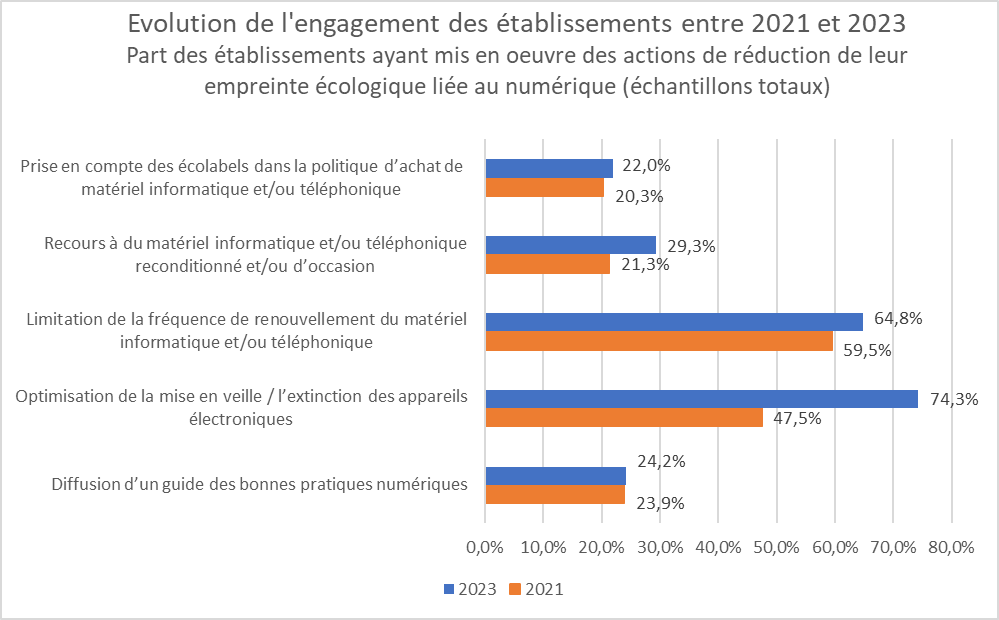 Evolution de l'engagement des établissements entre 2021 et 2023
Part des établissements ayant mis en oeuvre des actions de réduction de leur
empreinte écologique liée au numérique (échantillons totaux)
Prise en compte des écolabels dans la politique d’achat de
matériel informatique et/ou téléphonique
22,0%
20,3%
Recours à du matériel informatique et/ou téléphonique
reconditionné et/ou d’occasion
29,3%
21,3%
Limitation de la fréquence de renouvellement du matériel
informatique et/ou téléphonique
64,8%
59,5%
Optimisation de la mise en veille / l’extinction des appareils
électroniques
74,3%
47,5%
Diffusion d’un guide des bonnes pratiques numériques
24,2%
23,9%
0,0% 10,0% 20,0% 30,0% 40,0% 50,0% 60,0% 70,0% 80,0%
2023 2021